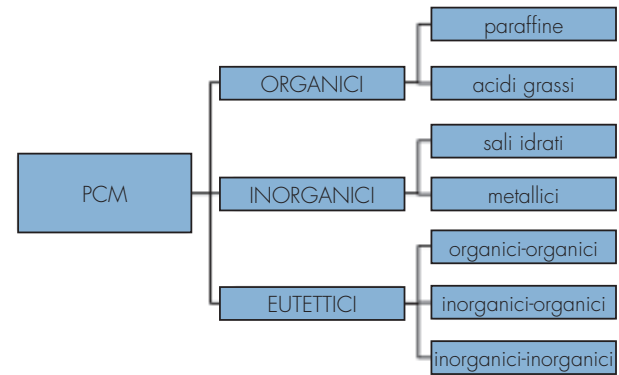 PCM
ORGANICI
paraffine
acidi grassi
INORGANICI
sali idrati
metallici
EUTETTICI
organici-organici
inorganici-organici
inorganici-inorganici